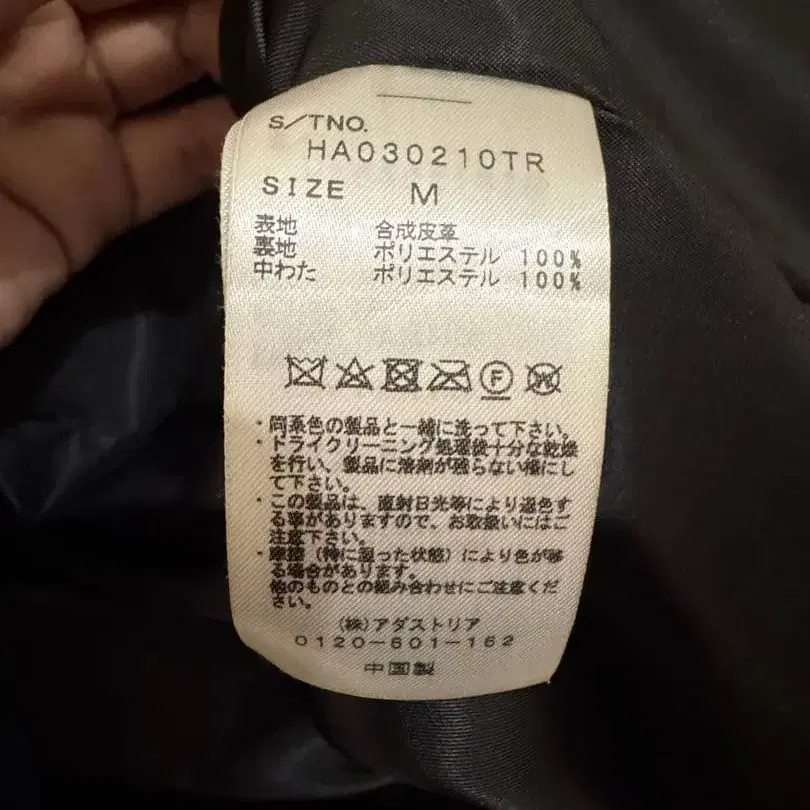 S/TNO.
HA030210TR
SIZE M
表地 合成皮革
裏地 ポリエステル 100%
中わた ポリエステル 100%
F
W
・同系色の製品と一緒に洗って下さい。
・ドライクリーニング処理後十分な乾燥
を行い、製品に溶剤が残らない様にし
て下さい。
・この製品は、直射日光等により退色す
る事がありますので、お取扱いにはご
注意下さい。
・摩擦（特に湿った状態）により色が移
る場合があります。
他のものとの組み合わせにご注意くだ
さい。
(株)アダストリア
0120-601-162
中国製